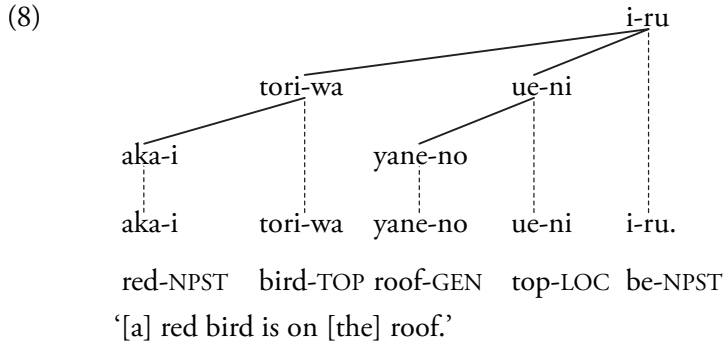 (8) i-ru
tori-wa ue-ni
aka-i yane-no
aka-i tori-wa yane-no ue-ni i-ru.
red-NPST bird-TOP roof-GEN top-LOC be-NPST
‘[a] red bird is on [the] roof.’